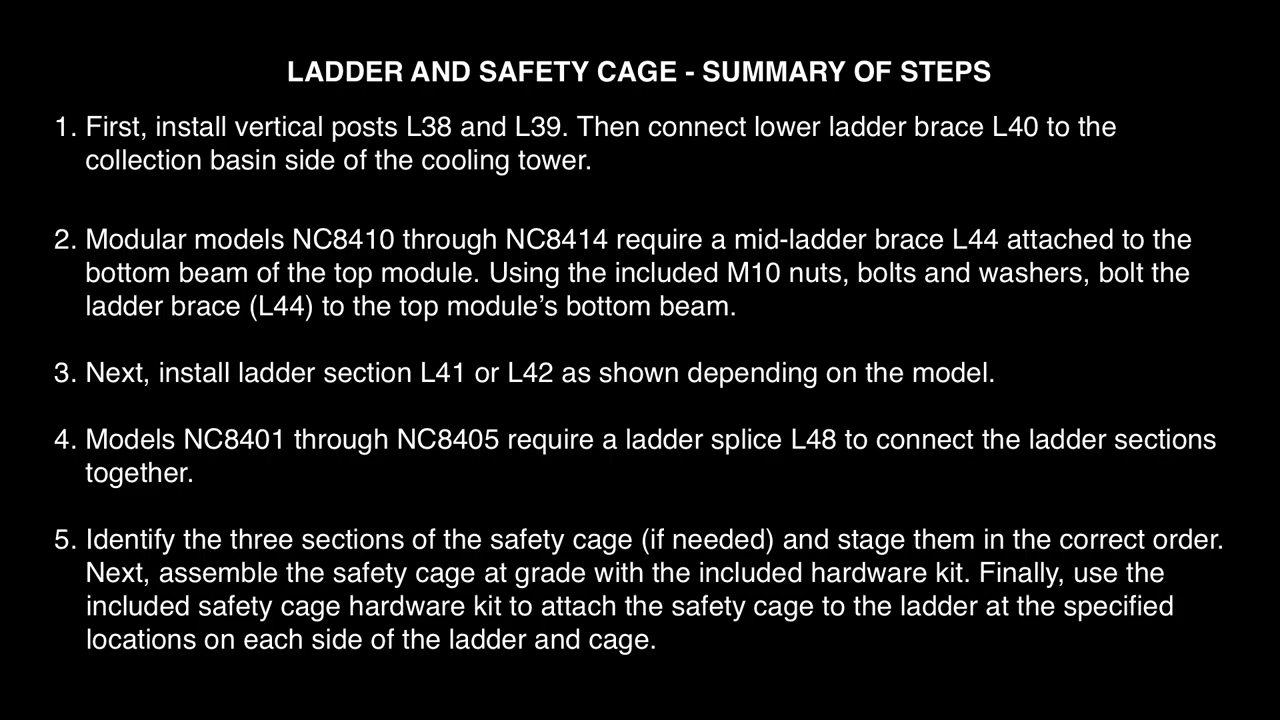 LADDER AND SAFETY CAGE - SUMMARY OF STEPS
1. First, install vertical posts L38 and L39. Then connect lower ladder brace L40 to the
collection basin side of the cooling tower.
2. Modular models NC8410 through NC8414 require a mid-ladder brace L44 attached to the
bottom beam of the top module. Using the included M10 nuts, bolts and washers, bolt the
ladder brace (L44) to the top module’s bottom beam.
3. Next, install ladder section L41 or L42 as shown depending on the model.
4. Models NC8401 through NC8405 require a ladder splice L48 to connect the ladder sections
together.
5. Identify the three sections of the safety cage (if needed) and stage them in the correct order.
Next, assemble the safety cage at grade with the included hardware kit. Finally, use the
included safety cage hardware kit to attach the safety cage to the ladder at the specified
locations on each side of the ladder and cage.